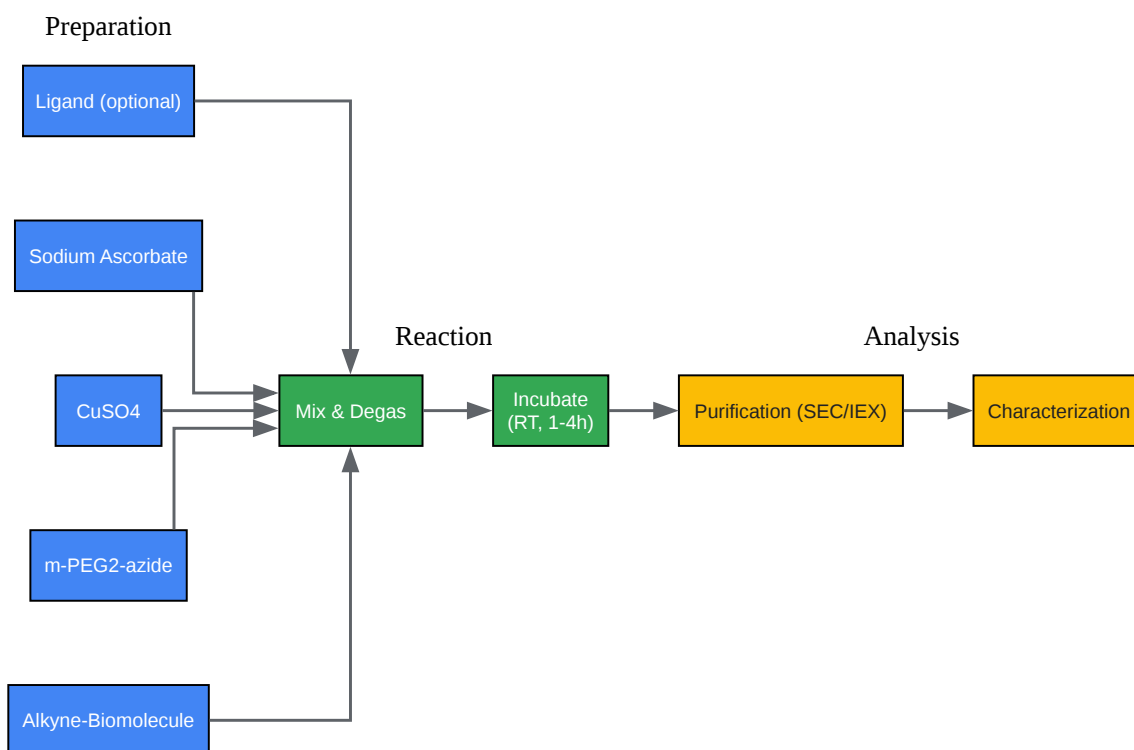 Preparation
Ligand (optional)
Sodium Ascorbate
Reaction
Analysis
CuSO4
Mix & Degas
Incubate
(RT, 1-4h)
Purification (SEC/IEX)
Characterization
m-PEG2-azide
Alkyne-Biomolecule